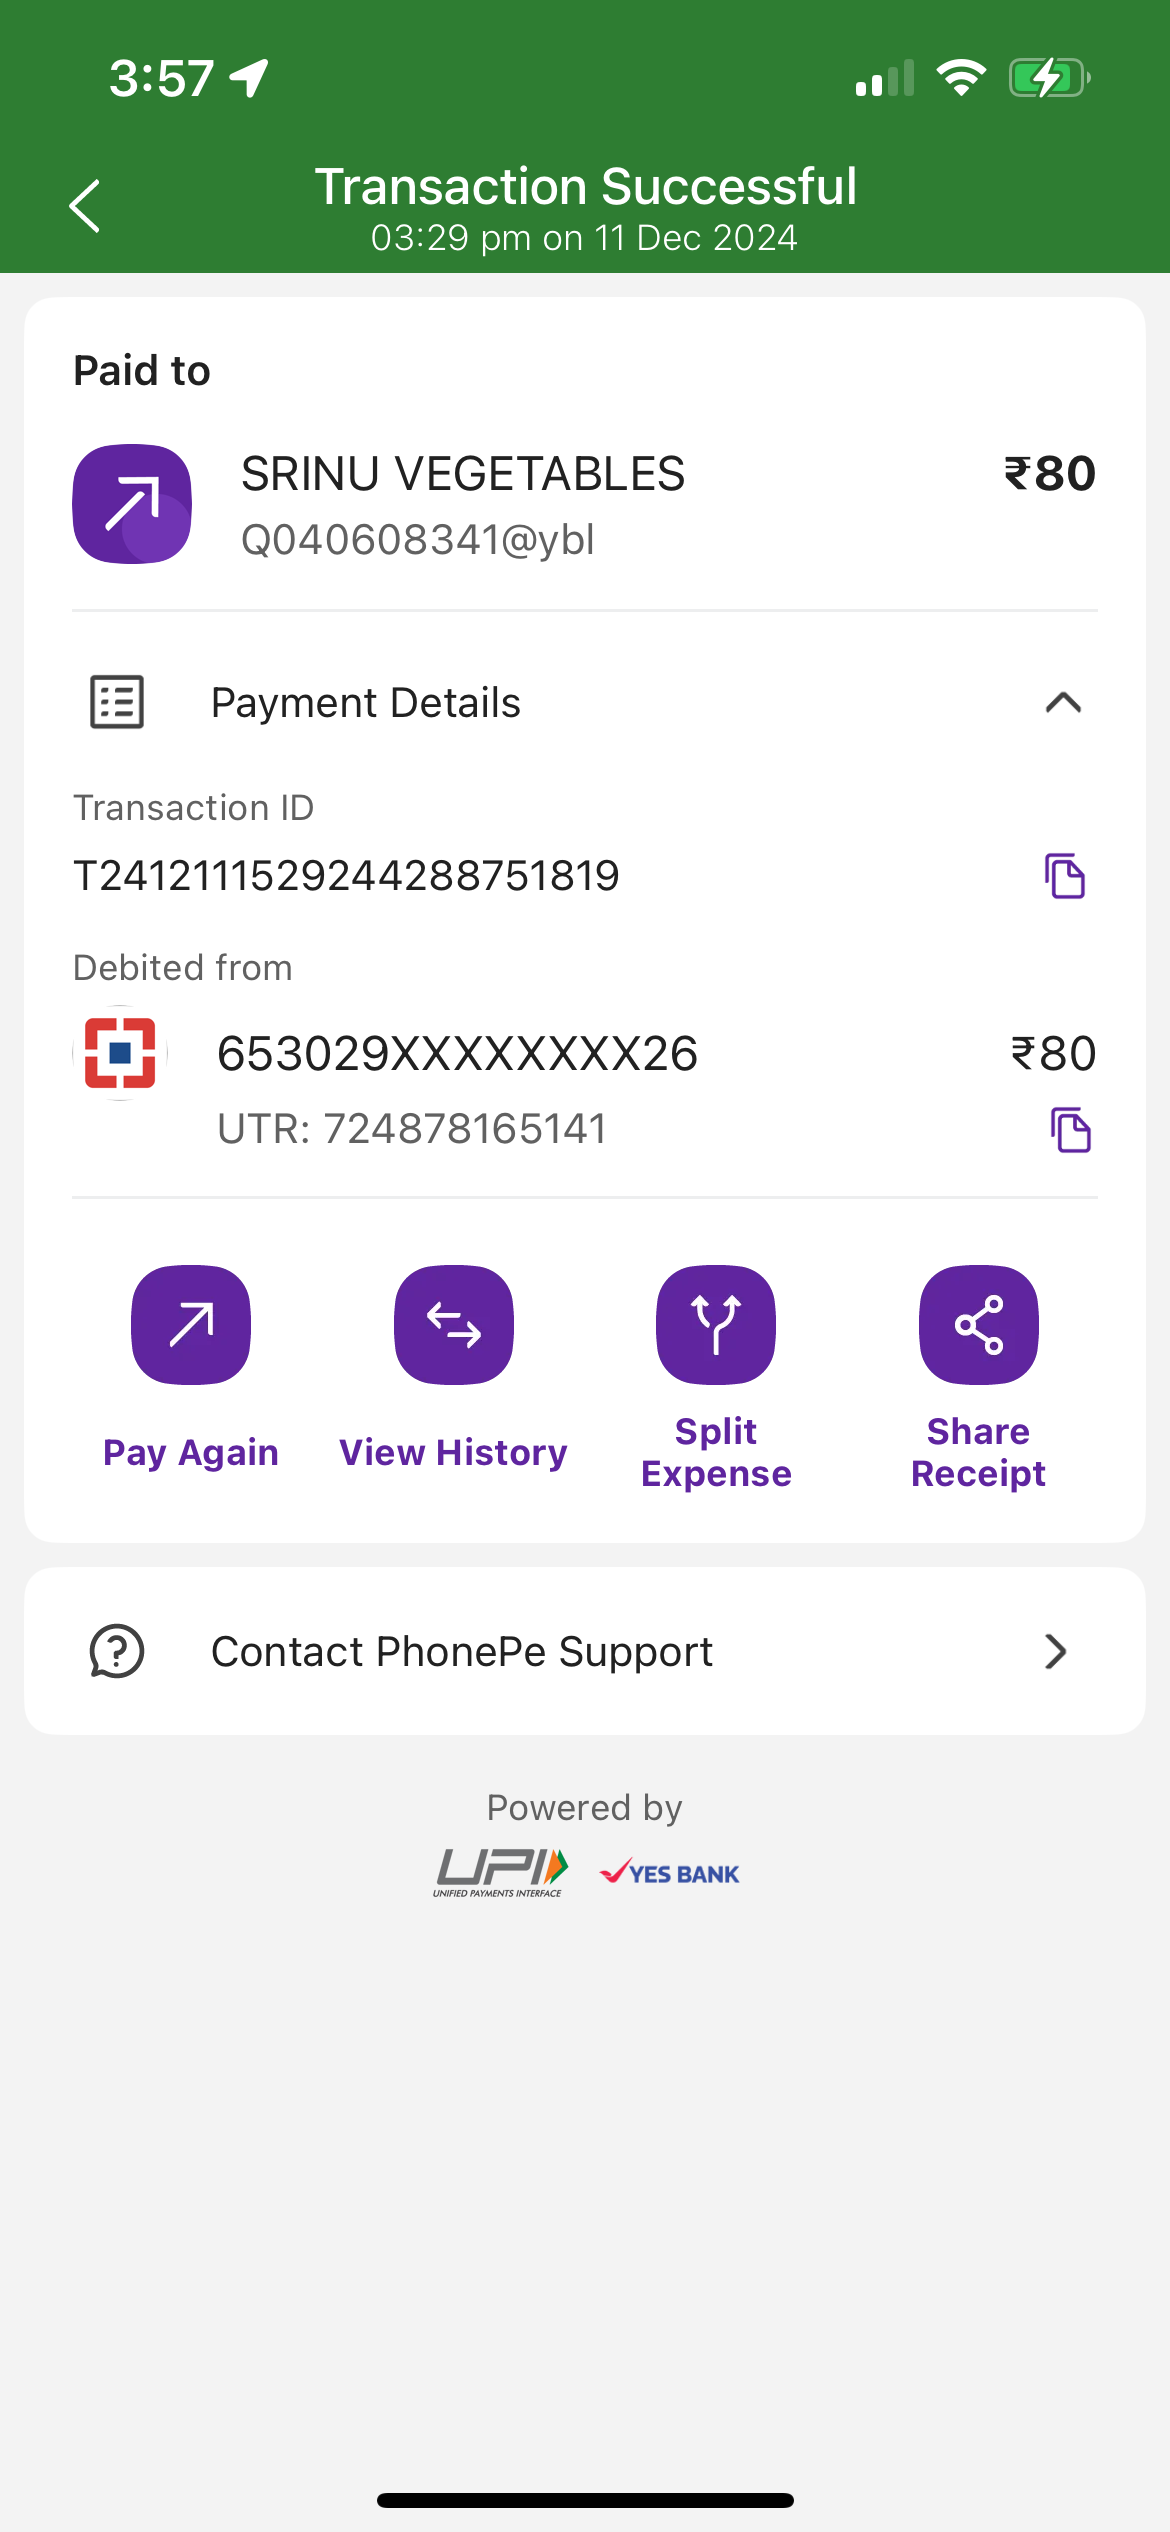 3:57
Transaction Successful
03:29 pm on 11 Dec 2024
Paid to
SRINU VEGETABLES ₹80
Q040608341@ybl
Payment Details
Transaction ID
T2412111529244288751819
Debited from
653029XXXXXXXX26 ₹80
UTR: 724878165141
Pay Again
View History
Split
Expense
Share
Receipt
Contact PhonePe Support
Powered by
UPI
UNIFIED PAYMENTS INTERFACE
YES BANK